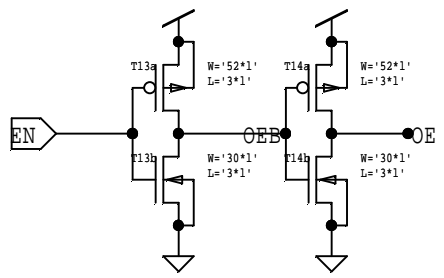 T13a
W='52*l'
L='3*l'
T14a
W='52*l'
L='3*l'
EN
OEB
OE
T13b
W='30*l'
L='3*l'
T14b
W='30*l'
L='3*l'